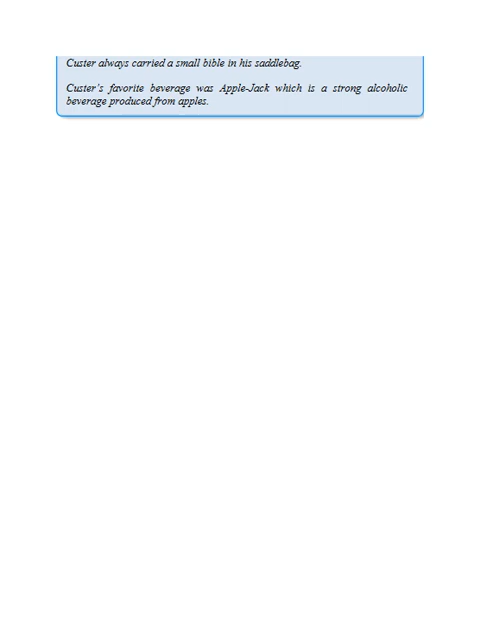 Custer always carried a small bible in his saddlebag.
Custer's favorite beverage was Apple-Jack which is a strong alcoholic
beverage produced from apples.